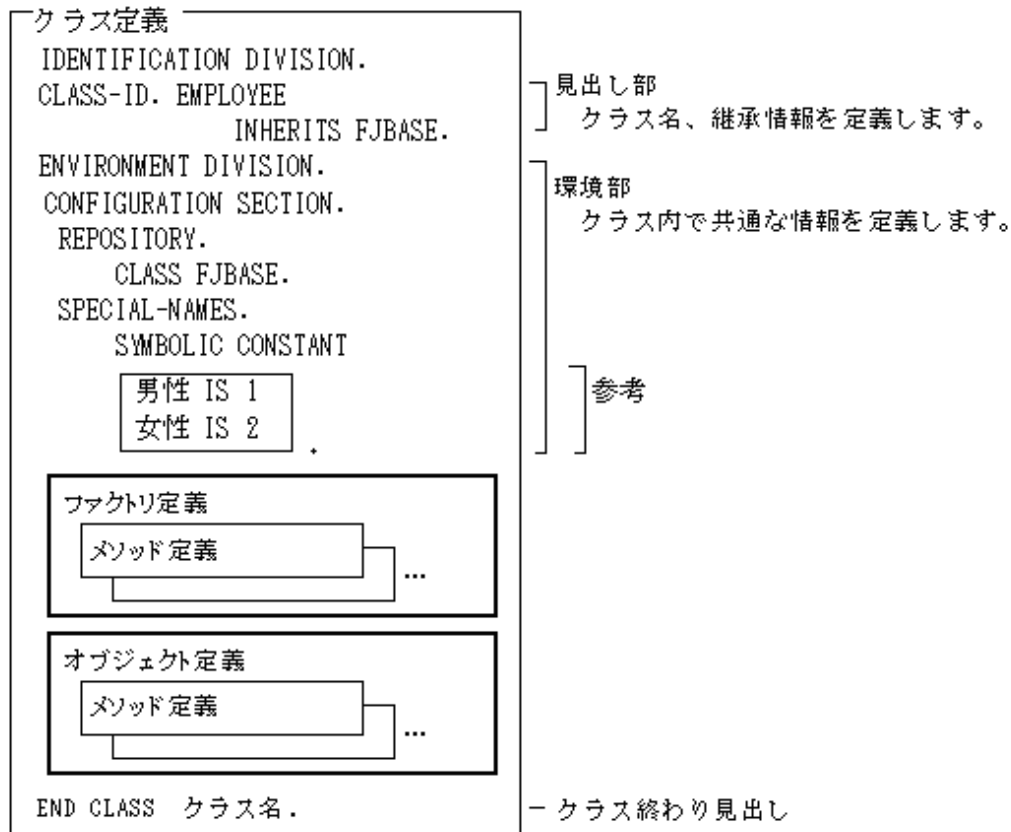 クラス定義
IDENTIFICATION DIVISION.
CLASS-ID. EMPLOYEE
INHERITS FJBASE.
見出し部
クラス名、継承情報を定義します。
ENVIRONMENT DIVISION.
CONFIGURATION SECTION.
REPOSITORY.
CLASS FJBASE.
SPECIAL-NAMES.
SYMBOLIC CONSTANT
男性 IS 1
女性 IS 2
.
環境部
クラス内で共通な情報を定義します。
参考
ファクトリ定義
メソッド定義
...
オブジェクト定義
メソッド定義
...
END CLASS クラス名.
クラス終わり見出し